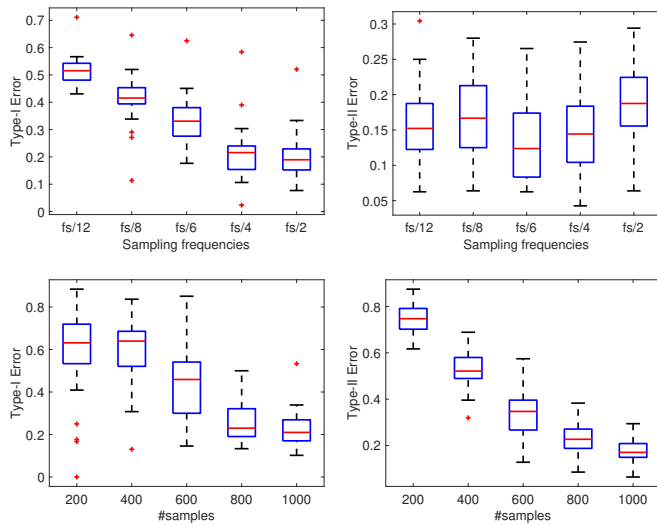 0.7
0.6
0.5
0.4
0.3
0.2
0.1
0
Type-I Error
fs/12 fs/8 fs/6 fs/4 fs/2
Sampling frequencies
0.3
0.25
0.2
0.15
0.1
0.05
Type-II Error
fs/12 fs/8 fs/6 fs/4 fs/2
Sampling frequencies
0.8
0.6
0.4
0.2
0
Type-I Error
200 400 600 800 1000
#samples
0.8
0.6
0.4
0.2
Type-II Error
200 400 600 800 1000
#samples